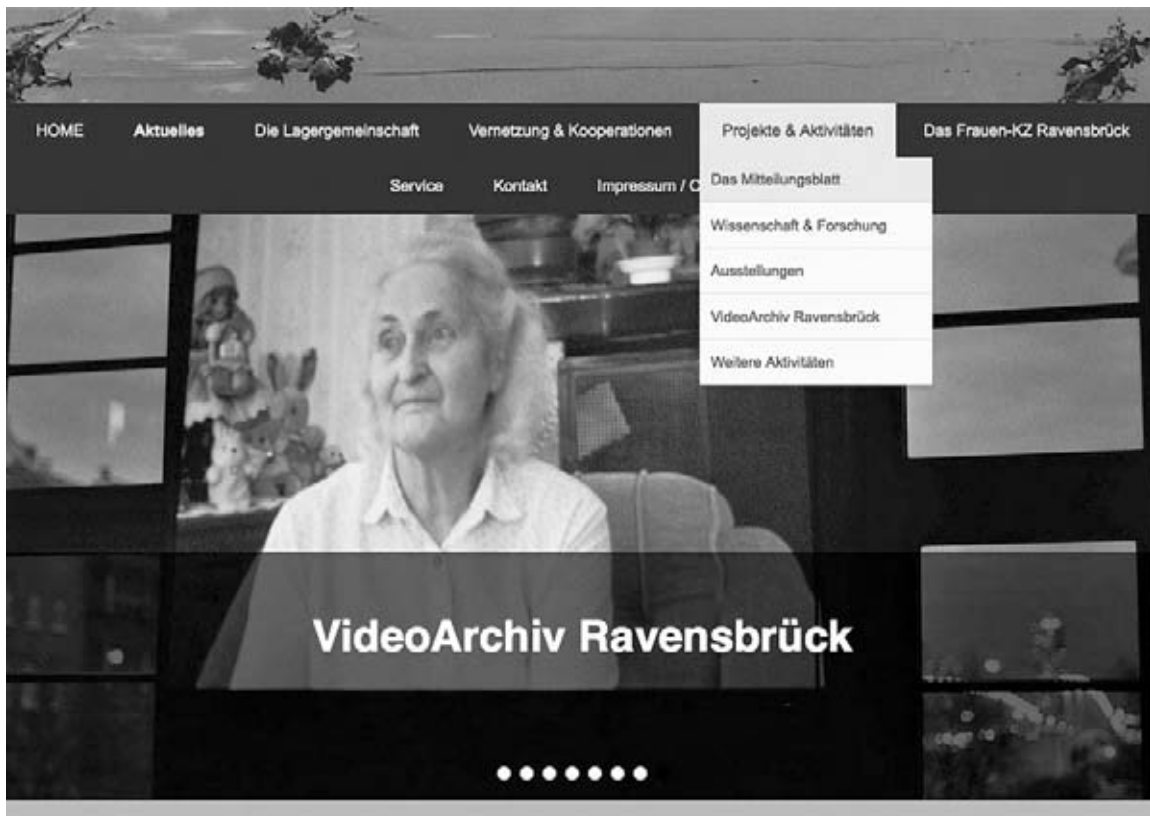 HOME Aktuelles Die Lagergemeinschaft Vernetzung & Kooperationen Projekte & Aktivitäten Das Frauen-KZ Ravensbrück
Service Kontakt Impressum / C
Das Mitteilungsblatt
Wissenschaft & Forschung
Ausstellungen
VideoArchiv Ravensbrück
Weitere Aktivitäten
VideoArchiv Ravensbrück